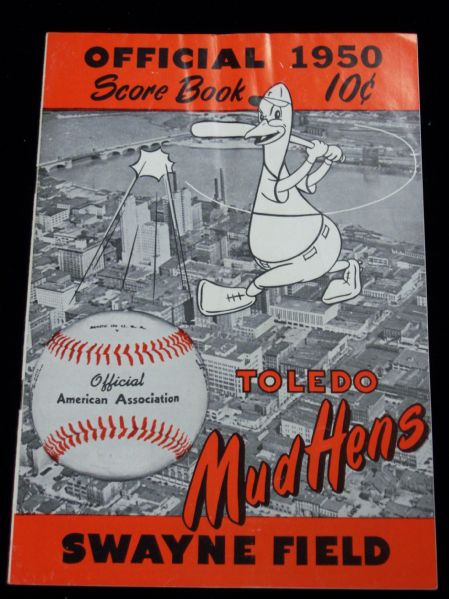 OFFICIAL 1950
Score Book 10¢
Official
American Association
TOLEDO
Mud Hens
SWAYNE FIELD